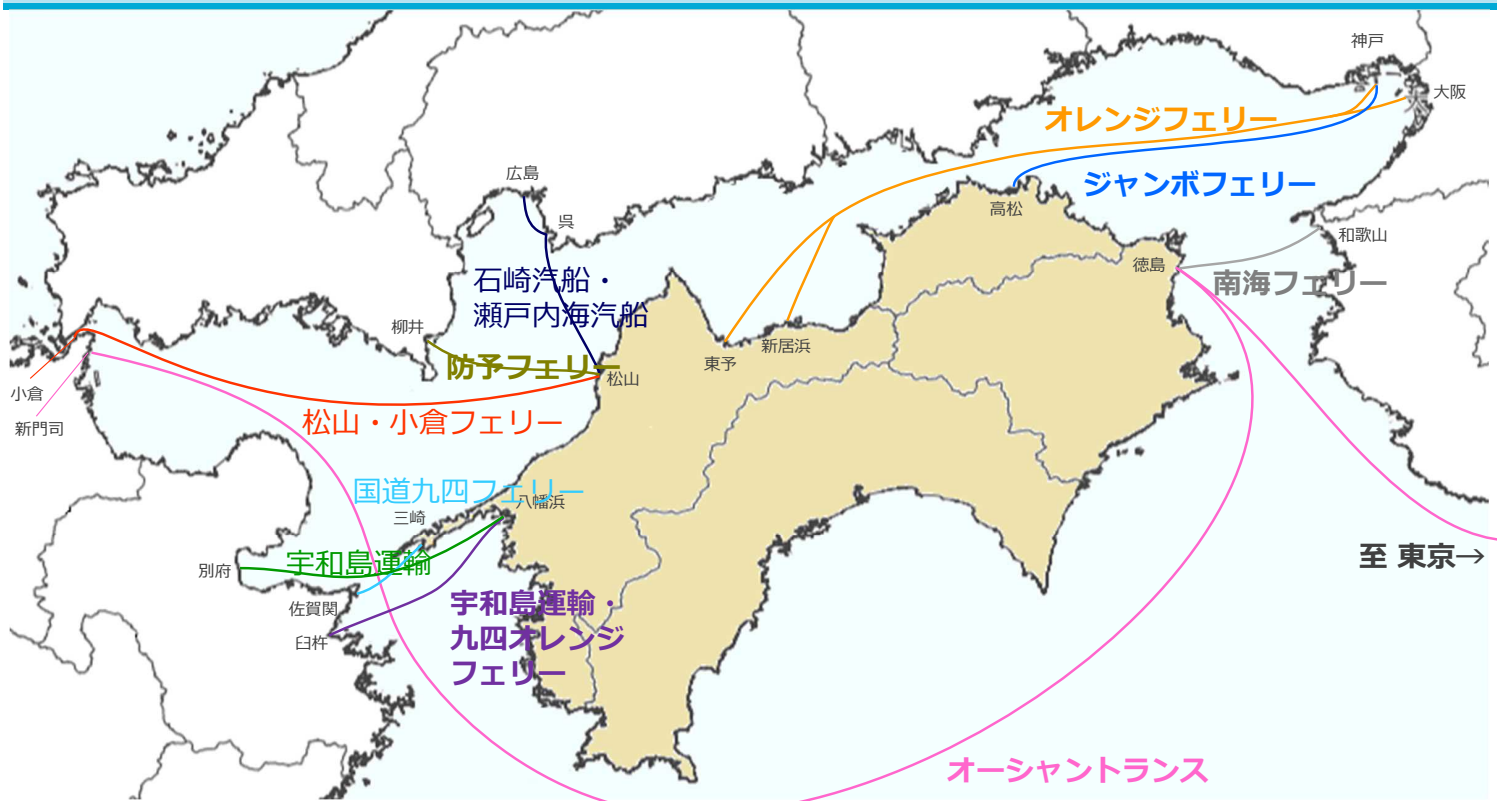 神戸
大阪
オレンジフェリー
ジャンボフェリー
広島
高松
呉
和歌山
徳島
南海フェリー
石崎汽船・
瀬戸内海汽船
柳井
新居浜
東予
防予フェリー
松山
小倉
松山・小倉フェリー
新門司
国道九四フェリー
八幡浜
三崎
至 東京→
宇和島運輸
別府
佐賀関
宇和島運輸・
九四オレンジ
フェリー
臼杵
オーシャントランス